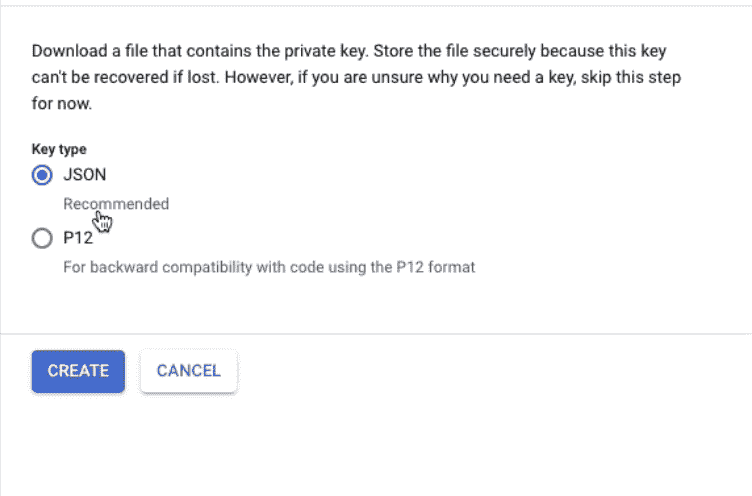 Download a file that contains the private key. Store the file securely because this key
can't be recovered if lost. However, if you are unsure why you need a key, skip this step
for now.
Key type
JSON
Recommended
P12
For backward compatibility with code using the P12 format
CREATE CANCEL